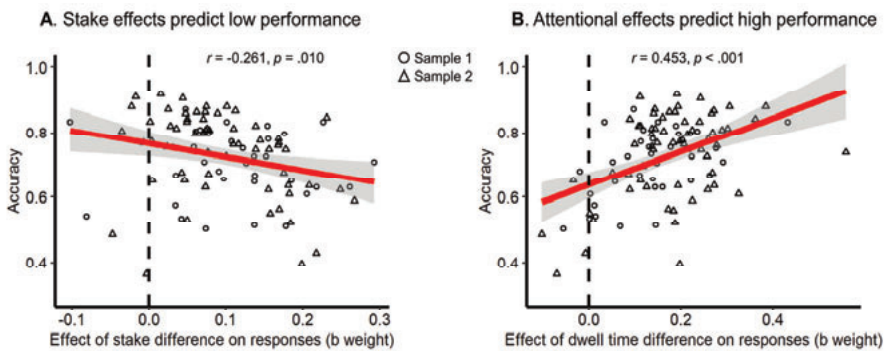 A. Stake effects predict low performance
r = -0.261, p = .010
1.0
0.8
0.6
0.4
Accuracy
-0.1
0.0
0.1
0.2
0.3
Effect of stake difference on responses (b weight)
Sample 1
Sample 2
B. Attentional effects predict high performance
r = 0.453, p < .001
1.0
0.8
0.6
0.4
Accuracy
0.0
0.2
0.4
Effect of dwell time difference on responses (b weight)